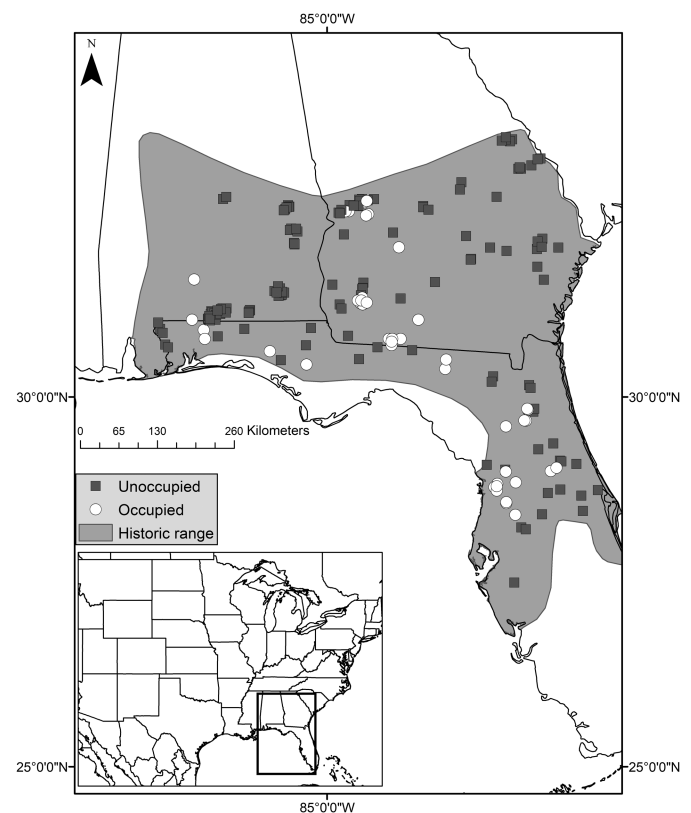 85°0'0"W
N
30°0'0"N
30°0'0"N
0 65 130 260 Kilometers
Unoccupied
Occupied
Historic range
25°0'0"N
25°0'0"N
85°0'0"W